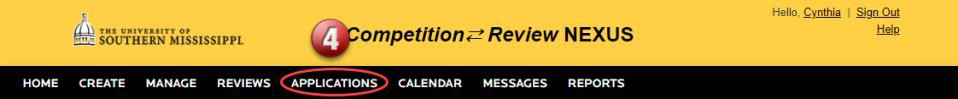 Hello, Cynthia | Sign Out
Help
THE UNIVERSITY OF
SOUTHERN MISSISSIPPI.
4
Competition ⇄ Review NEXUS
HOME CREATE MANAGE REVIEWS APPLICATIONS CALENDAR MESSAGES REPORTS